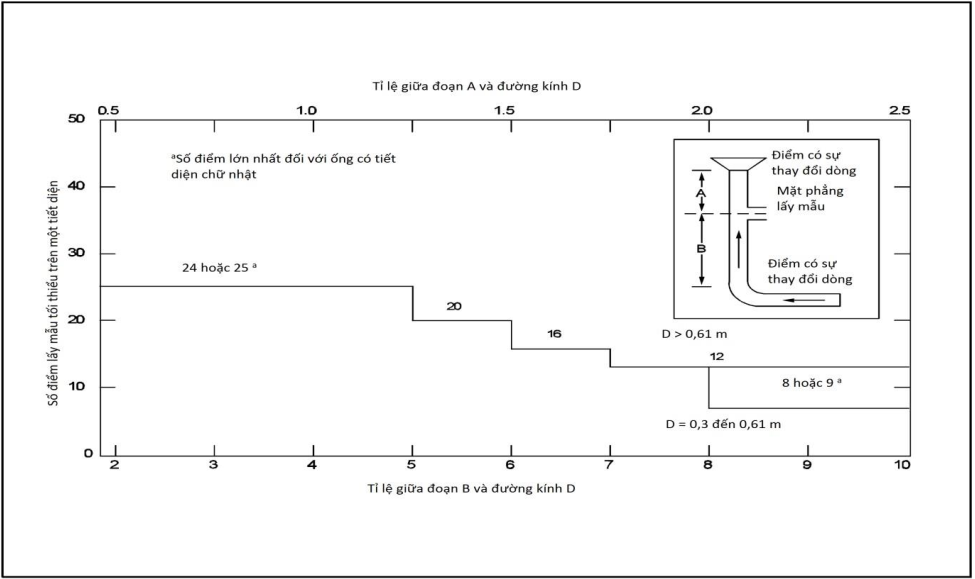 Tỉ lệ giữa đoạn A và đường kính D
0.5 1.0 1.5 2.0 2.5
50
40
30
20
10
0
Số điểm lấy mẫu tối thiểu trên một tiết diện
ᵃSố điểm lớn nhất đối với ống có tiết
diện chữ nhật
Điểm có sự
thay đổi dòng
A
Mặt phẳng
lấy mẫu
B
Điểm có sự
thay đổi dòng
24 hoặc 25 ᵃ
20
16
D > 0,61 m
12
8 hoặc 9 ᵃ
D = 0,3 đến 0,61 m
2 3 4 5 6 7 8 9 10
Tỉ lệ giữa đoạn B và đường kính D